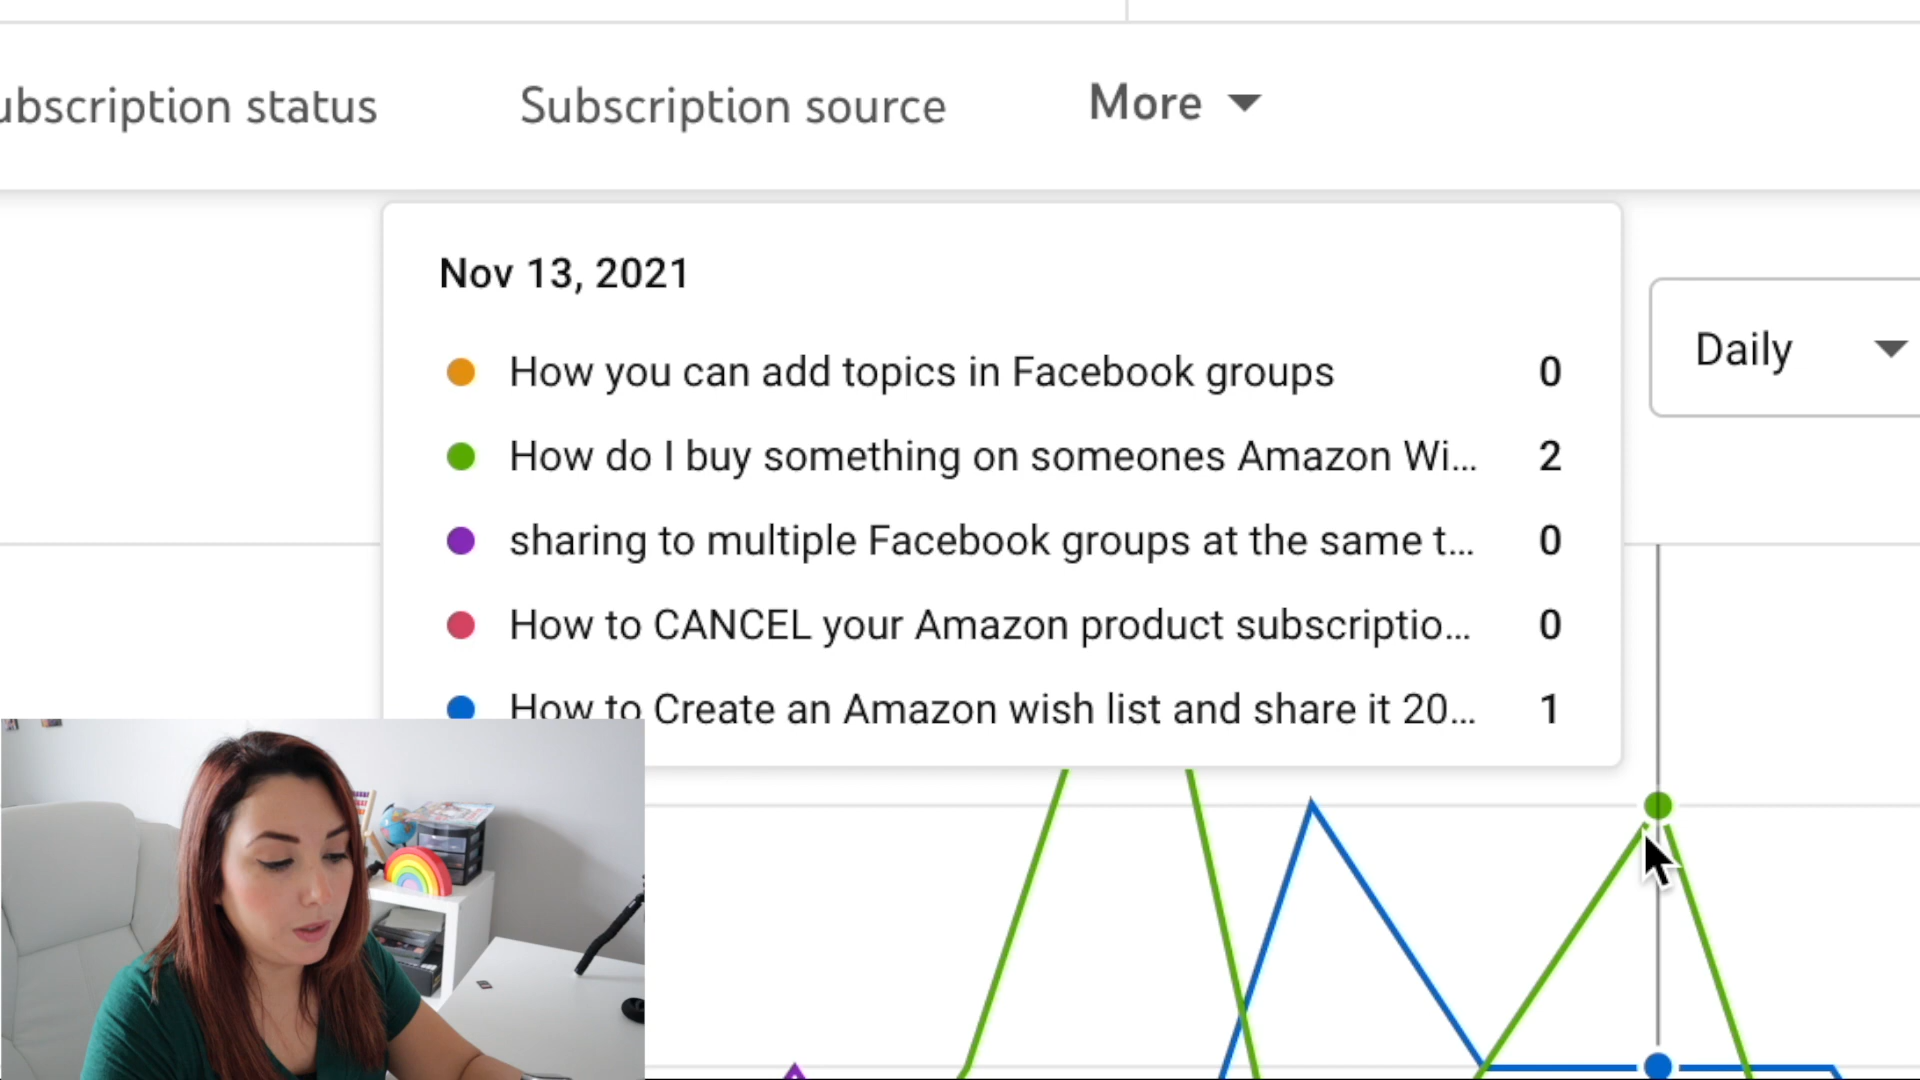 ubscription status Subscription source More
Nov 13, 2021
How you can add topics in Facebook groups 0
Daily
How do I buy something on someones Amazon Wi... 2
sharing to multiple Facebook groups at the same t... 0
How to CANCEL your Amazon product subscriptio... 0
How to Create an Amazon wish list and share it 20... 1